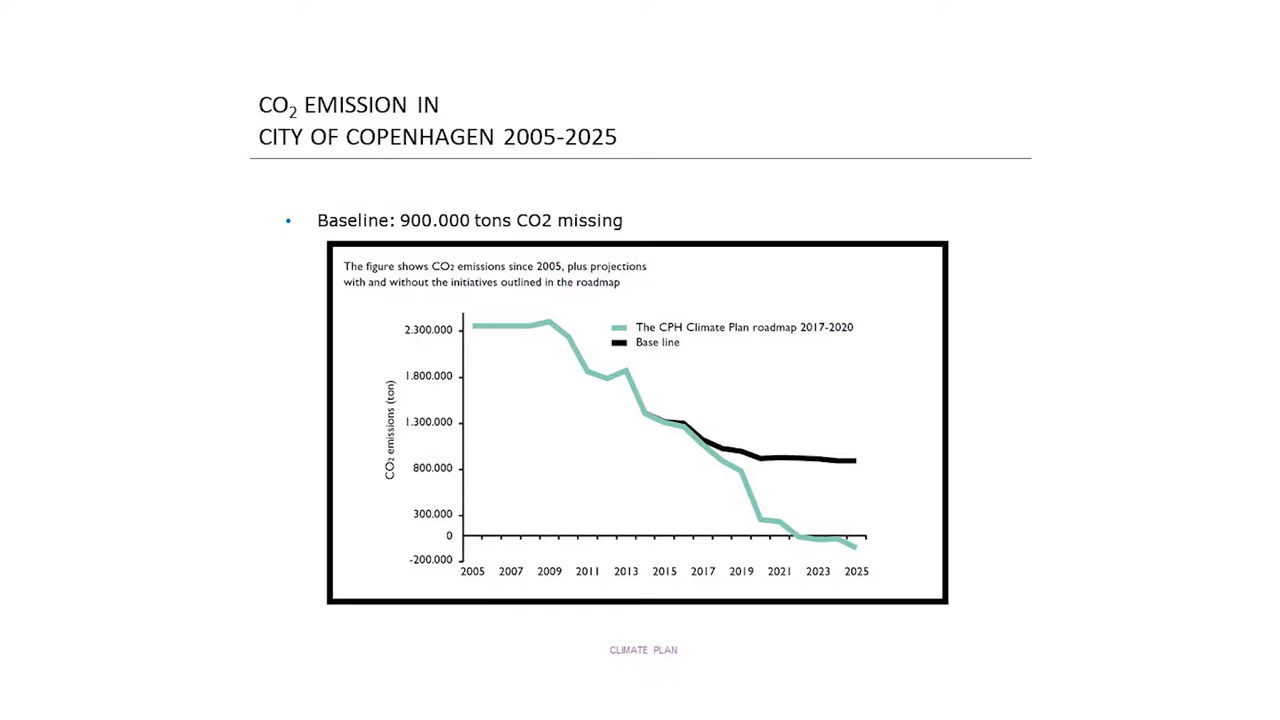 CO₂ EMISSION IN
CITY OF COPENHAGEN 2005-2025
• Baseline: 900.000 tons CO2 missing
The figure shows CO₂ emissions since 2005, plus projections
with and without the initiatives outlined in the roadmap
The CPH Climate Plan roadmap 2017-2020
Base line
CO₂ emissions (ton)
2.300.000
1.800.000
1.300.000
800.000
300.000
0
-200.000
2005 2007 2009 2011 2013 2015 2017 2019 2021 2023 2025
CLIMATE PLAN